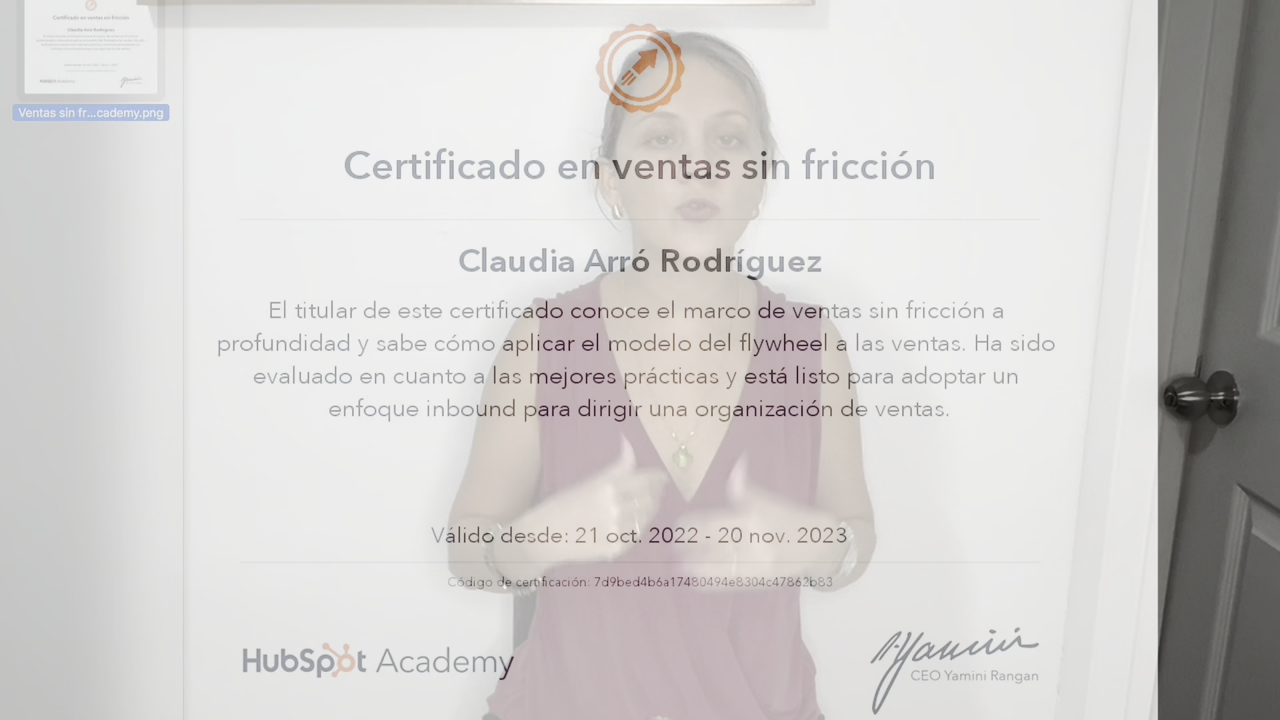 Ventas sin fr...cademy.png
Certificado en ventas sin fricción
Claudia Arró Rodríguez
El titular de este certificado conoce el marco de ventas sin fricción a
profundidad y sabe cómo aplicar el modelo del flywheel a las ventas. Ha sido
evaluado en cuanto a las mejores prácticas y está listo para adoptar un
enfoque inbound para dirigir una organización de ventas.
Válido desde: 21 oct. 2022 - 20 nov. 2023
Código de certificación: 7d9bed4b6a17480494e8304c47862b83
HubSpot Academy
Yamini
CEO Yamini Rangan